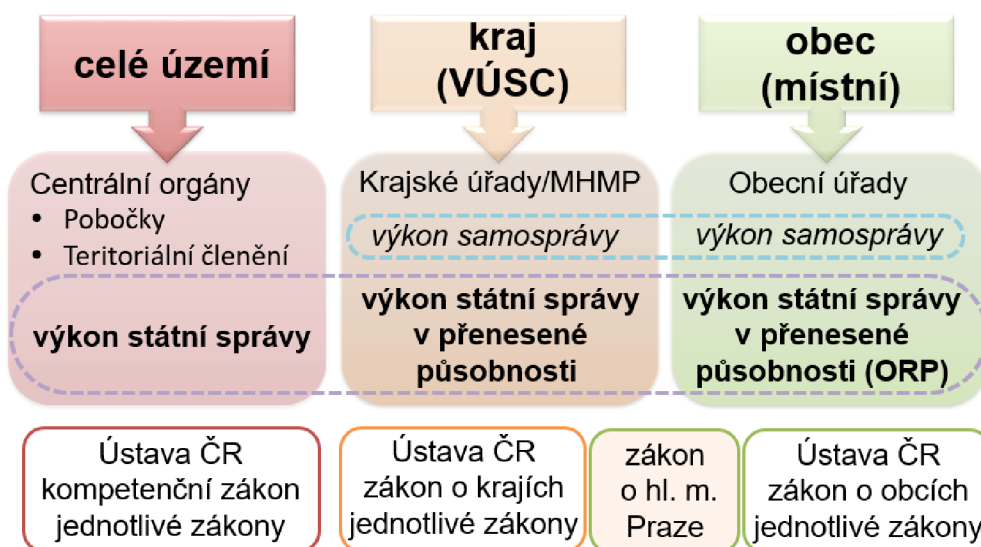 celé území
kraj
(VÚSC)
obec
(místní)
Centrální orgány
• Pobočky
• Teritoriální členění
výkon státní správy
Krajské úřady/MHMP
výkon samosprávy
výkon státní správy
v přenesené
působnosti
Obecní úřady
výkon samosprávy
výkon státní správy
v přenesené
působnosti (ORP)
Ústava ČR
kompetenční zákon
jednotlivé zákony
Ústava ČR
zákon o krajích
jednotlivé zákony
zákon
o hl. m.
Praze
Ústava ČR
zákon o obcích
jednotlivé zákony